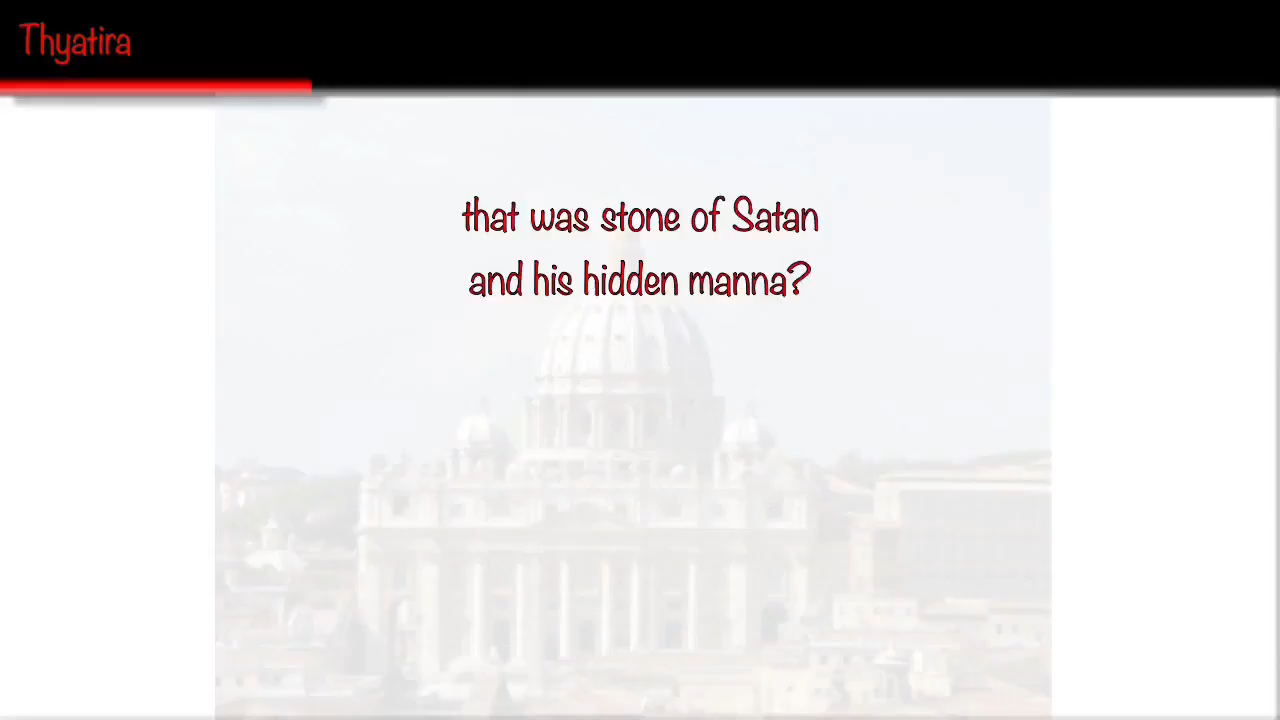 Thyatira
that was stone of Satan
and his hidden manna?